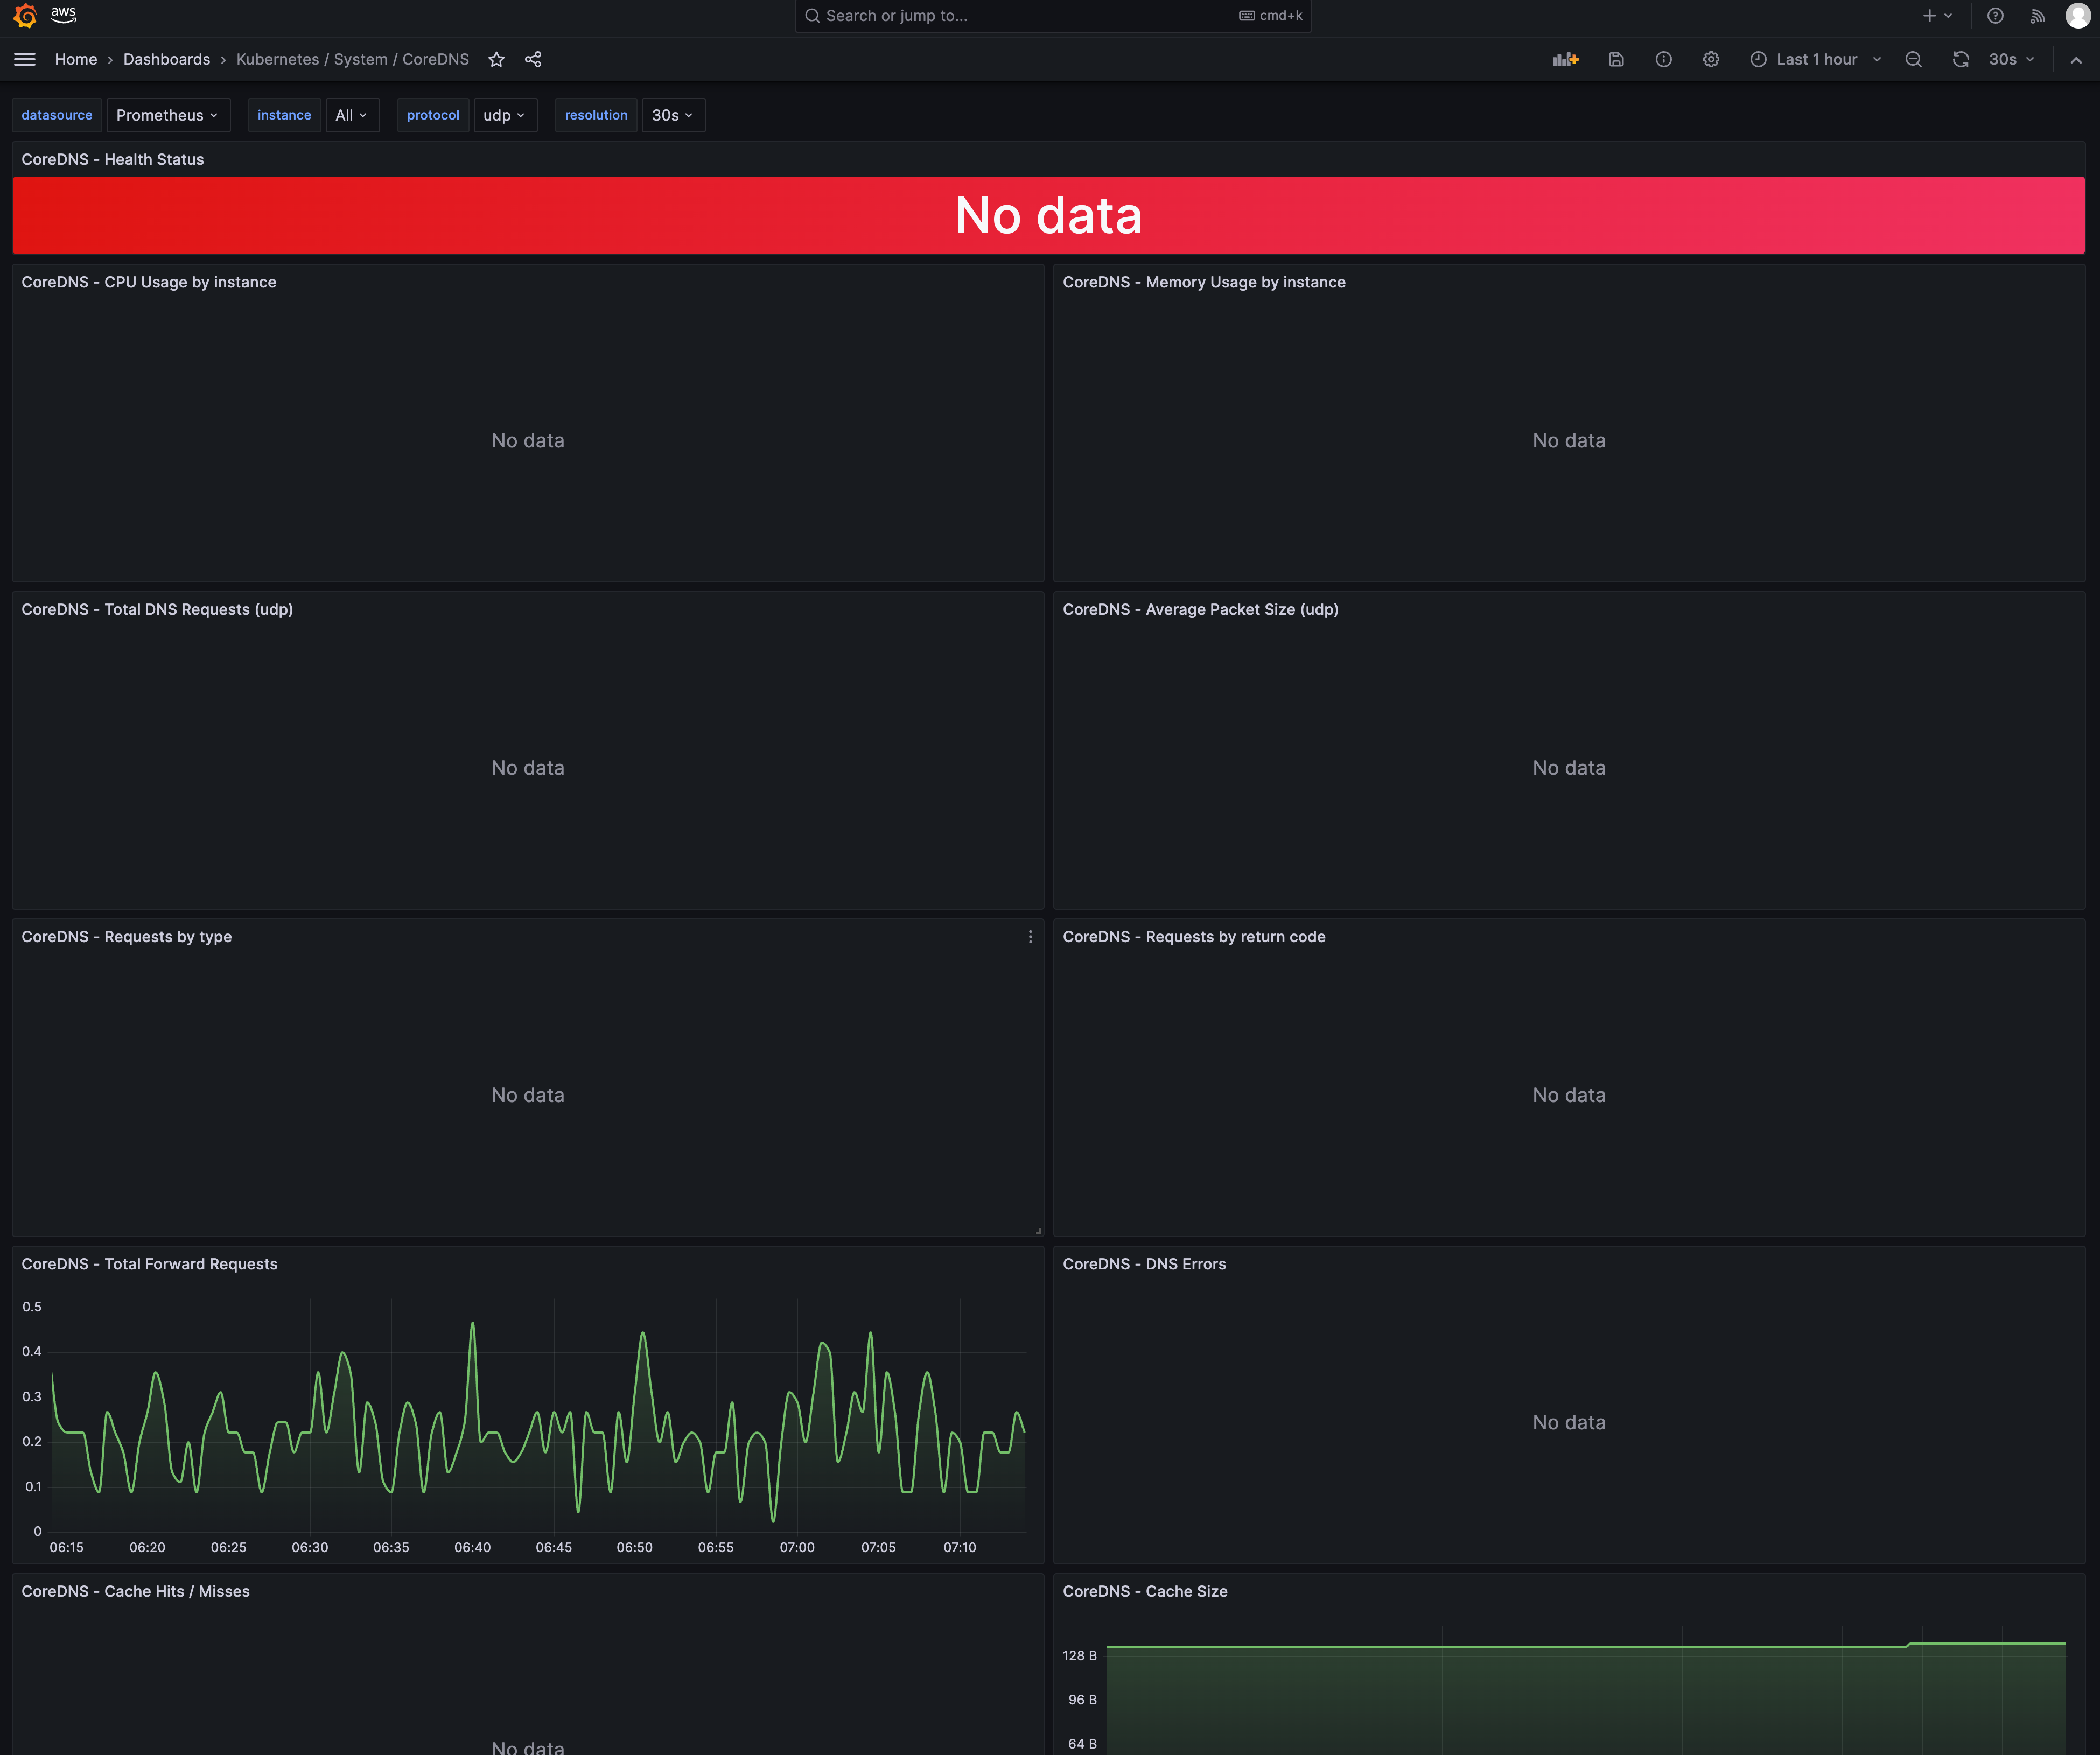 aws
Search or jump to...
cmd+k
Home › Dashboards › Kubernetes / System / CoreDNS
Last 1 hour
30s
datasource Prometheus instance All protocol udp resolution 30s
CoreDNS - Health Status
No data
CoreDNS - CPU Usage by instance
No data
CoreDNS - Memory Usage by instance
No data
CoreDNS - Total DNS Requests (udp)
No data
CoreDNS - Average Packet Size (udp)
No data
CoreDNS - Requests by type
No data
CoreDNS - Requests by return code
No data
CoreDNS - Total Forward Requests
0.5
0.4
0.3
0.2
0.1
0
06:15 06:20 06:25 06:30 06:35 06:40 06:45 06:50 06:55 07:00 07:05 07:10
CoreDNS - DNS Errors
No data
CoreDNS - Cache Hits / Misses
No data
CoreDNS - Cache Size
128 B
96 B
64 B